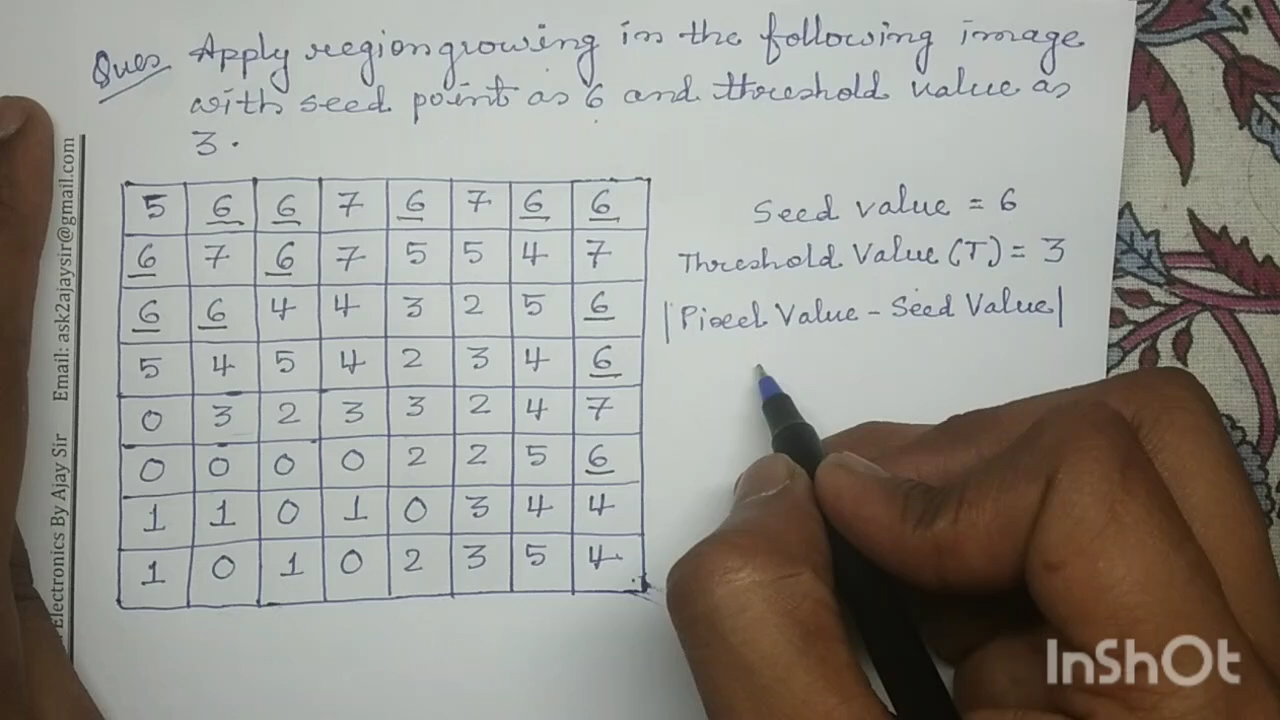 Ques Apply region growing in the following image
with seed point as 6 and threshold value as
3.
5 6 6 7 6 7 6 6
6 7 6 7 5 5 4 7
6 6 4 4 3 2 5 6
5 4 5 4 2 3 4 6
0 3 2 3 3 2 4 7
0 0 0 0 2 2 5 6
1 1 0 1 0 3 4 4
1 0 1 0 2 3 5 4
Seed value = 6
Threshold Value (T) = 3
|Pixel Value - Seed Value|
Electronics By Ajay Sir Email: ask2ajaysir@gmail.com
InShOt